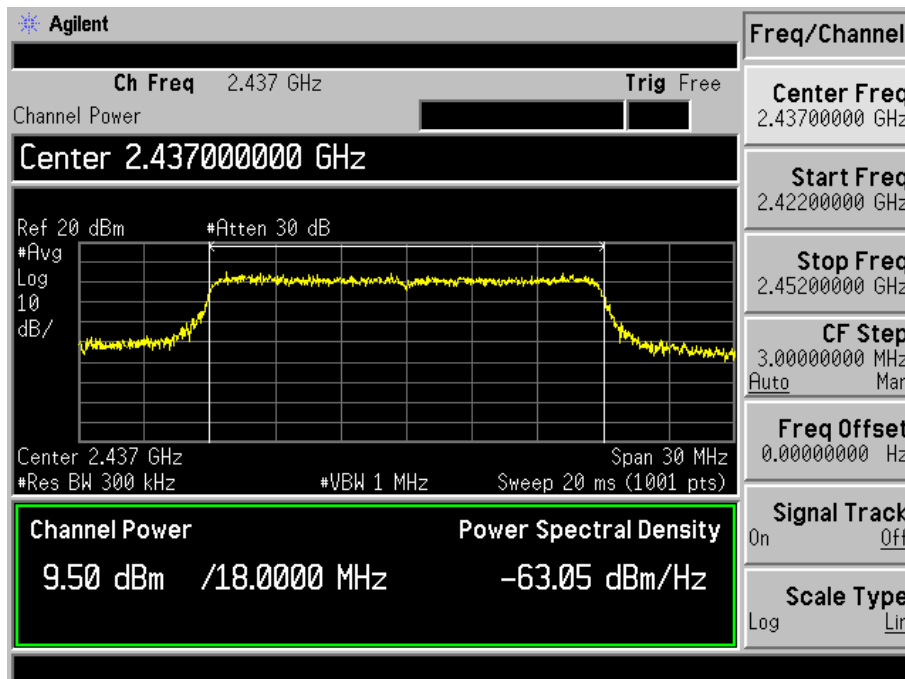 Agilent
Freq/Channel
Ch Freq 2.437 GHz Trig Free
Channel Power
Center 2.437000000 GHz
Ref 20 dBm #Atten 30 dB
#Avg
Log
10
dB/
Center 2.437 GHz Span 30 MHz
#Res BW 300 kHz #VBW 1 MHz Sweep 20 ms (1001 pts)
Channel Power Power Spectral Density
9.50 dBm /18.0000 MHz -63.05 dBm/Hz
Center Freq
2.43700000 GHz
Start Freq
2.42200000 GHz
Stop Freq
2.45200000 GHz
CF Step
3.00000000 MHz
Auto Man
Freq Offset
0.00000000 Hz
Signal Track
On Off
Scale Type
Log Lin